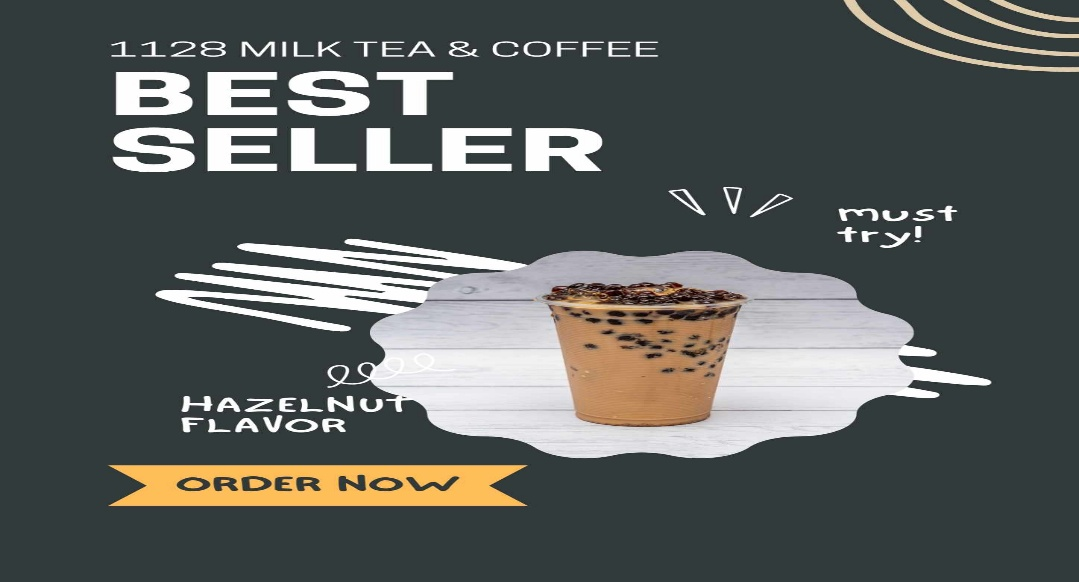 1128 MILK TEA & COFFEE
BEST
SELLER
must
try!
HAZELNUT
FLAVOR
ORDER NOW